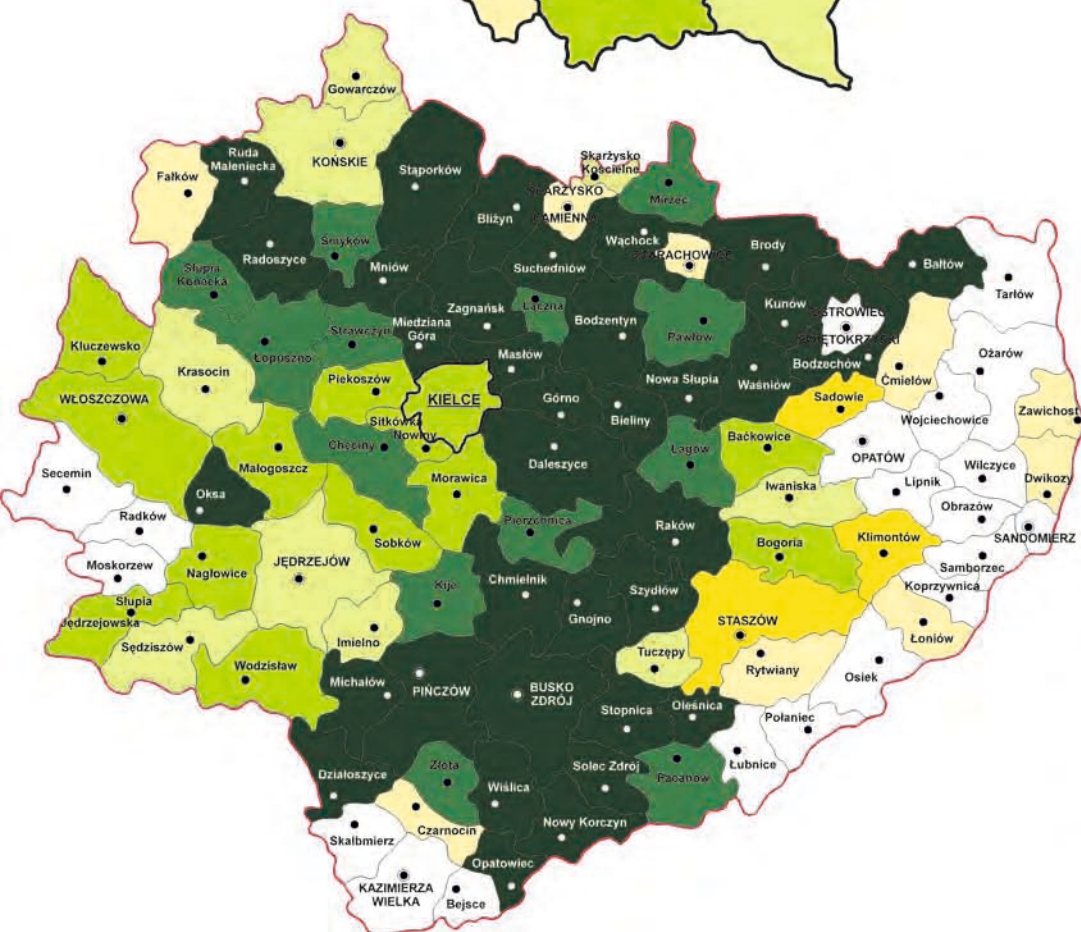 Gowarczów
KOŃSKIE
Ruda
Maleniecka
Fałków
Stąporków
Skarżysko
Kościelne
SKARŻYSKO
KAMIENNA
Mirzec
Bliżyn
Wąchock
STARACHOWICE
Brody
Bałtów
Tarłów
Radoszyce
Smyków
Mniów
Suchedniów
Słupia
Konecka
Łączna
Zagnańsk
Bodzentyn
Pawłów
Kunów
OSTROWIEC
ŚWIĘTOKRZYSKI
Strawczyn
Miedziana
Góra
Łopuszno
Masłów
Bodzechów
Ożarów
Kluczewsko
Krasocin
Piekoszów
KIELCE
Nowa Słupia
Waśniów
Ćmielów
WŁOSZCZOWA
Górno
Bieliny
Sadowie
Wojciechowice
Zawichost
Sitkówka
Nowiny
Chęciny
Daleszyce
Łagów
Baćkowice
OPATÓW
Małogoszcz
Morawica
Secemin
Oksa
Iwaniska
Lipnik
Wilczyce
Dwikozy
Radków
Pierzchnica
Raków
Obrazów
Sobków
Bogoria
Klimontów
SANDOMIERZ
Moskorzew
Nagłowice
JĘDRZEJÓW
Samborzec
Słupia
Jędrzejowska
Kije
Chmielnik
Szydłów
Koprzywnica
Gnojno
STASZÓW
Sędziszów
Imielno
Łoniów
Wodzisław
Tuczępy
Rytwiany
Osiek
Michałów
PIŃCZÓW
BUSKO
ZDRÓJ
Stopnica
Oleśnica
Połaniec
Działoszyce
Złota
Solec Zdrój
Pacanów
Łubnice
Wiślica
Skalbmierz
Czarnocin
Nowy Korczyn
Opatowiec
KAZIMIERZA
WIELKA
Bejsce